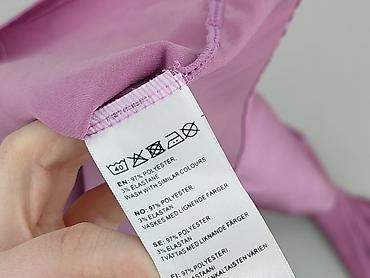 40
EN: 97% POLYESTER.
3% ELASTANE
WASH WITH SIMILAR COLOURS
NO: 97% POLYESTER.
3% ELASTAN
VASKES MED LIGNENDE FARGER
SE: 97% POLYESTER.
3% ELASTAN
TVÄTTAS MED LIKNANDE FÄRGER
FI: 97% POLYESTERI.